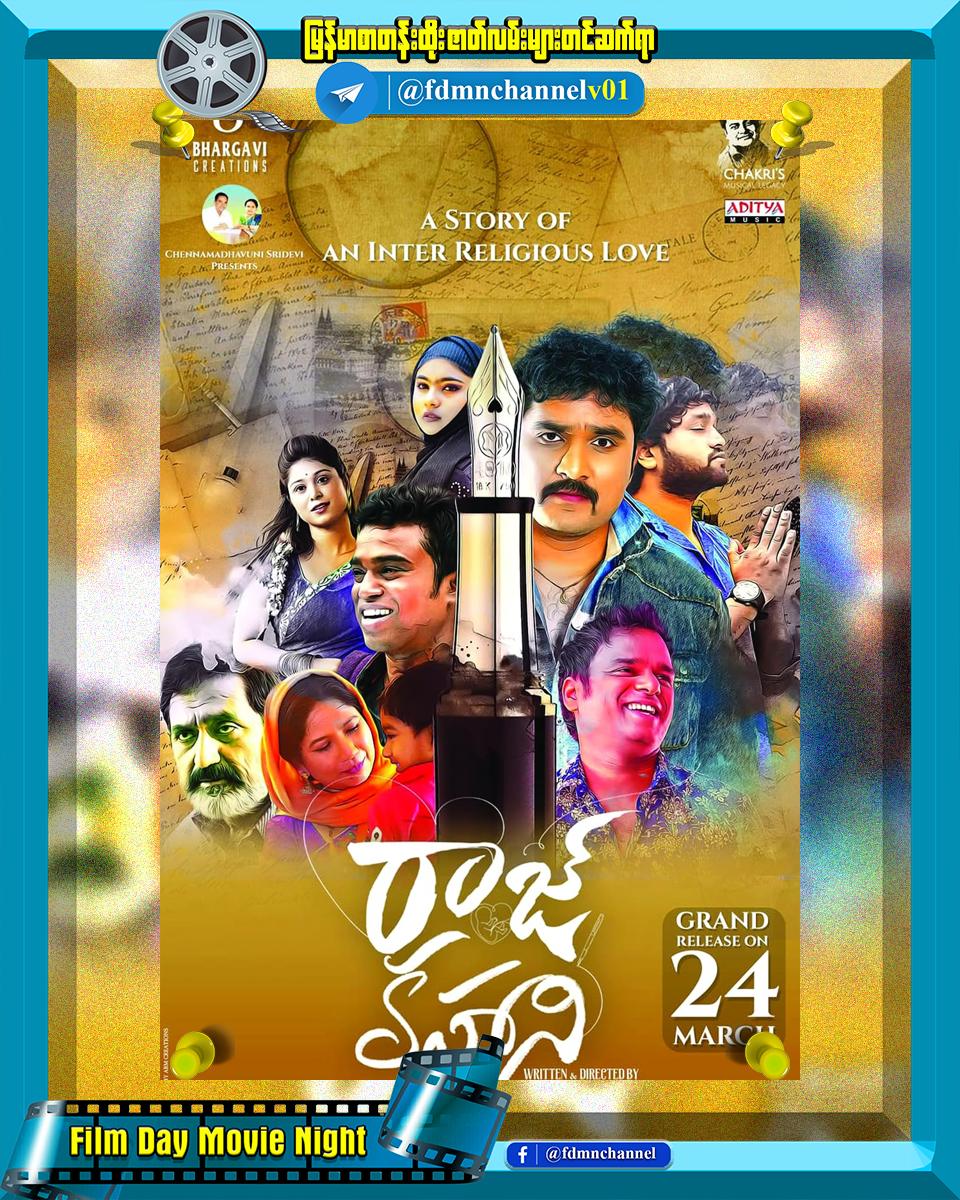 မြန်မာစာတန်းထိုးဇာတ်လမ်းများတင်ဆက်ရာ
@fdmnchannelv01
BHARGAVI
CREATIONS
CHENNAMADHAVUNI SRIDEVI
PRESENTS
CHAKRI'S
MUSICAL LEGACY
ADITYA
MUSIC
A STORY OF
AN INTER RELIGIOUS LOVE
రాజ్
కహాని
GRAND
RELEASE ON
24
MARCH
WRITTEN & DIRECTED BY
Film Day Movie Night
@fdmnchannel